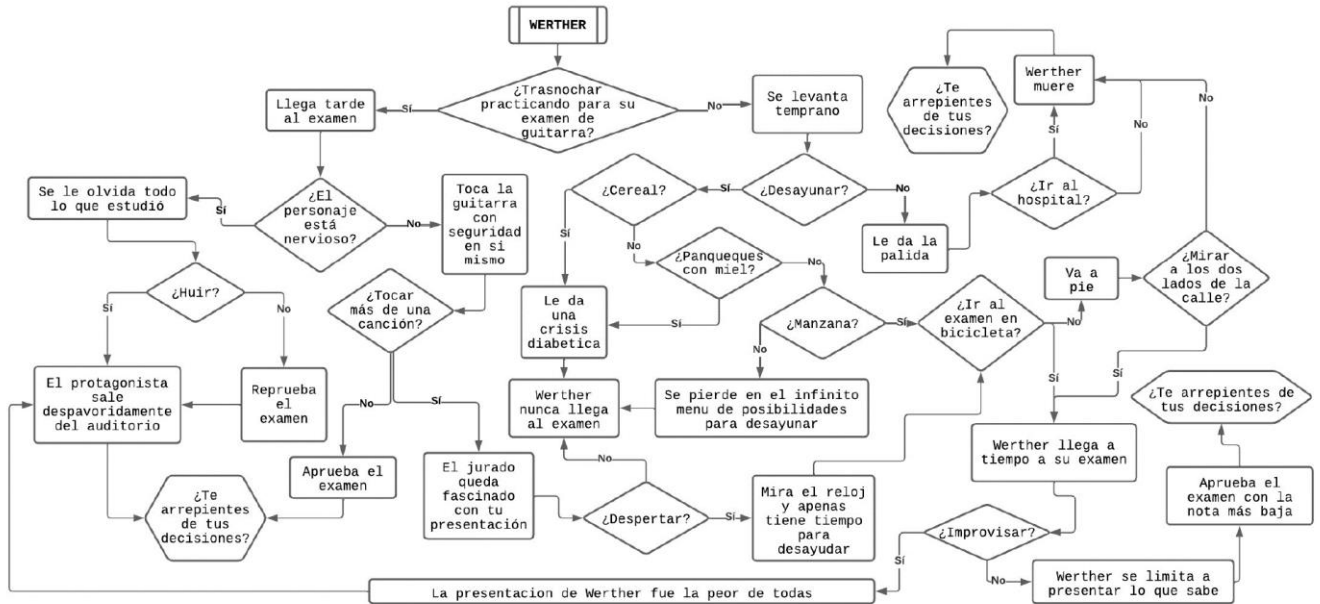 WERTHER
¿Trasnochar
practicando para su
examen de
guitarra?
Sí
No
Llega tarde
al examen
Se levanta
temprano
¿Te
arrepientes
de tus
decisiones?
Werther
muere
No
Sí
No
¿El
personaje
está
nervioso?
Sí
No
Se le olvida todo
lo que estudió
Toca la
guitarra
con
seguridad
en si
mismo
¿Cereal?
Sí
¿Desayunar?
No
¿Ir al
hospital?
Le da la
palida
Sí
No
¿Panqueques
con miel?
No
Sí
¿Huir?
Sí
No
¿Tocar
más de una
canción?
No
Sí
Le da
una
crisis
diabetica
¿Manzana?
Sí
No
¿Ir al
examen en
bicicleta?
No
Sí
Va a
pie
¿Mirar
a los dos
lados de la
calle?
Sí
El protagonista
sale
despavoridamente
del auditorio
Reprueba
el
examen
Werther
nunca llega
al examen
Se pierde en el infinito
menu de posibilidades
para desayunar
¿Te arrepientes de
tus decisiones?
Werther llega a
tiempo a su examen
Aprueba el
examen
El jurado
queda
fascinado
con tu
presentación
No
¿Despertar?
Sí
Mira el reloj
y apenas
tiene tiempo
para
desayudar
Aprueba el
examen con la
nota más baja
¿Te
arrepientes
de tus
decisiones?
¿Improvisar?
Sí
No
Werther se limita a
presentar lo que sabe
La presentacion de Werther fue la peor de todas